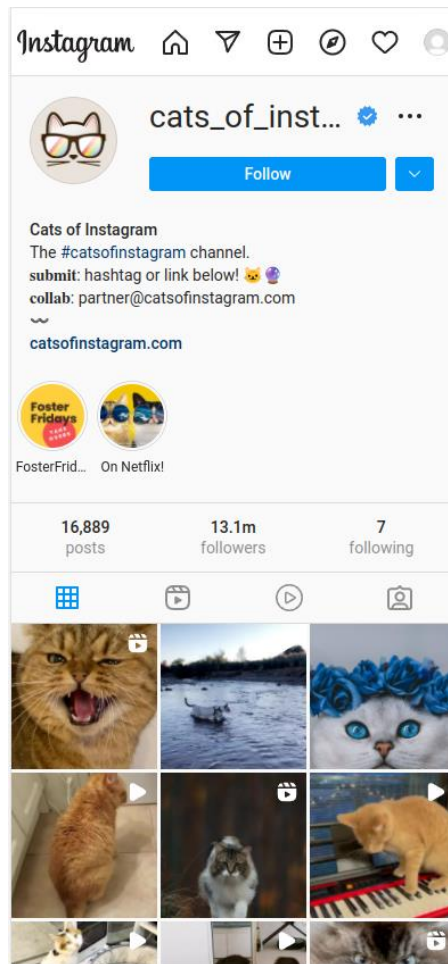 Instagram
cats_of_inst...
Follow
Cats of Instagram
The #catsofinstagram channel.
𝐬𝐮𝐛𝐦𝐢𝐭: hashtag or link below! 🐱🔮
𝐜𝐨𝐥𝐥𝐚𝐛: partner@catsofinstagram.com
〰
catsofinstagram.com
Foster
Fridays
FosterFrid... On Netflix!
16,889 13.1m 7
posts followers following